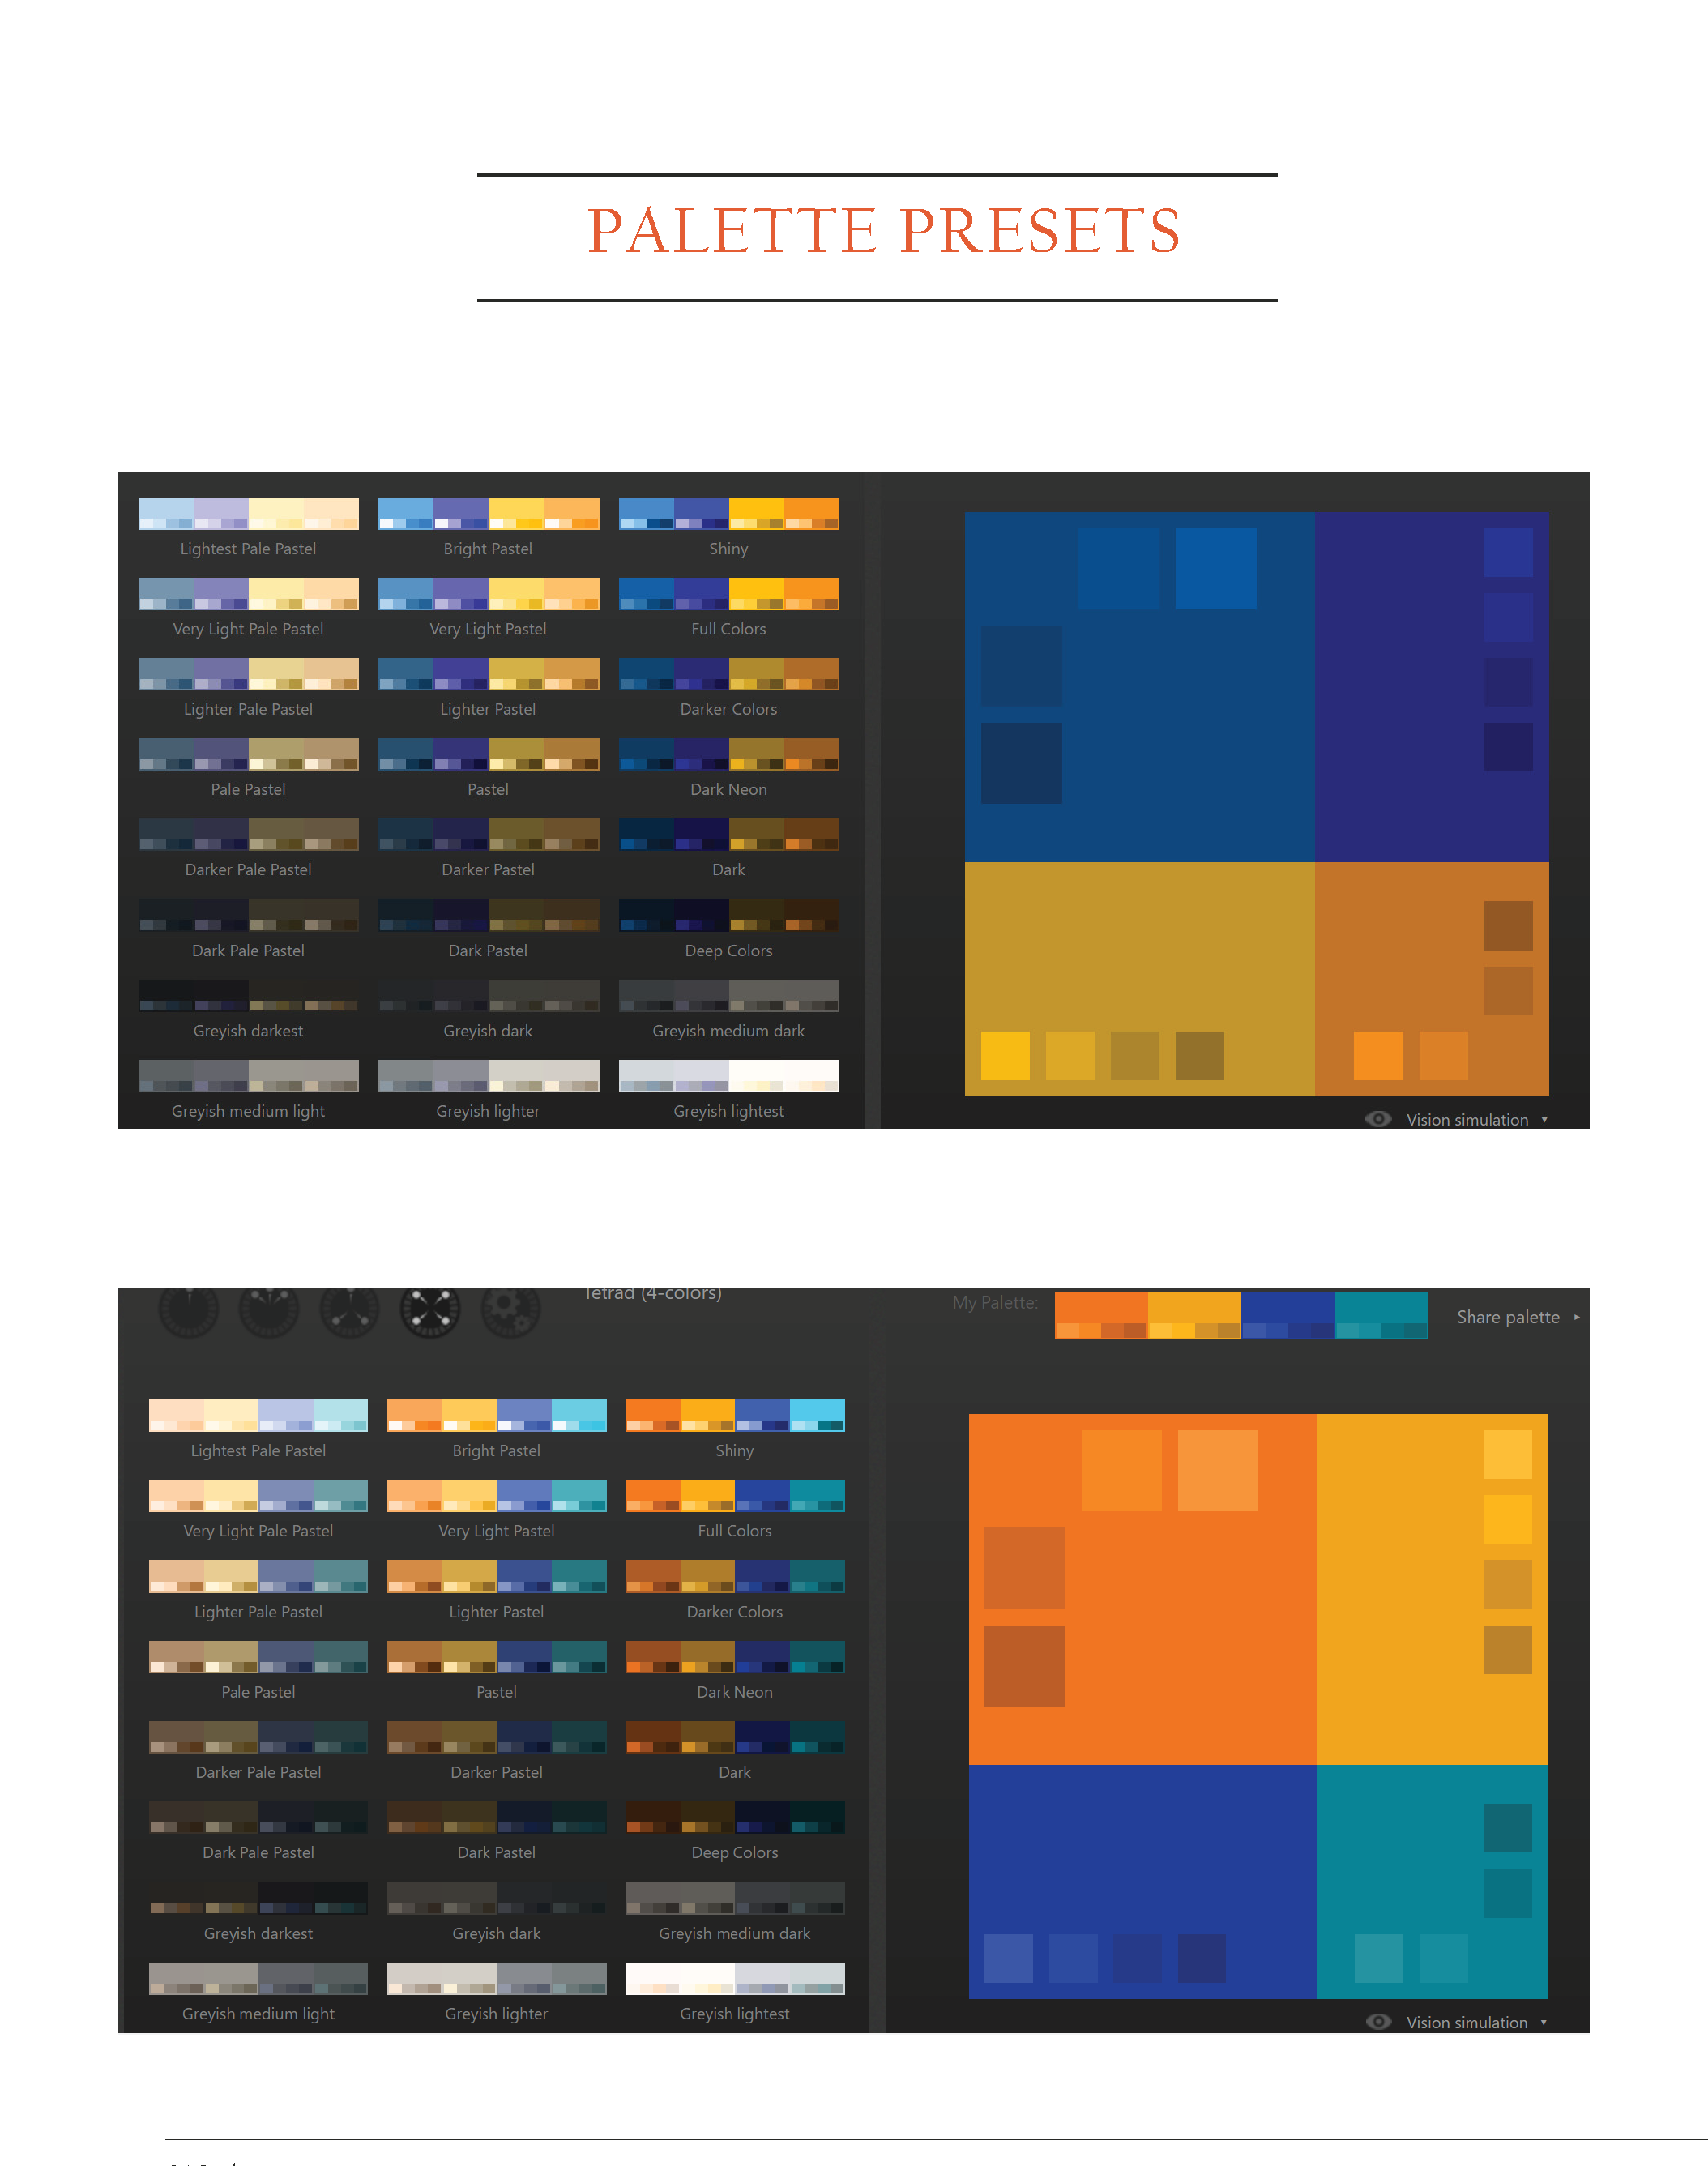 PALETTE PRESETS
Lightest Pale Pastel Bright Pastel Shiny
Very Light Pale Pastel Very Light Pastel Full Colors
Lighter Pale Pastel Lighter Pastel Darker Colors
Pale Pastel Pastel Dark Neon
Darker Pale Pastel Darker Pastel Dark
Dark Pale Pastel Dark Pastel Deep Colors
Greyish darkest Greyish dark Greyish medium dark
Greyish medium light Greyish lighter Greyish lightest
Vision simulation
Tetrad (4-colors)
My Palette:
Share palette
Lightest Pale Pastel Bright Pastel Shiny
Very Light Pale Pastel Very Light Pastel Full Colors
Lighter Pale Pastel Lighter Pastel Darker Colors
Pale Pastel Pastel Dark Neon
Darker Pale Pastel Darker Pastel Dark
Dark Pale Pastel Dark Pastel Deep Colors
Greyish darkest Greyish dark Greyish medium dark
Greyish medium light Greyish lighter Greyish lightest
Vision simulation